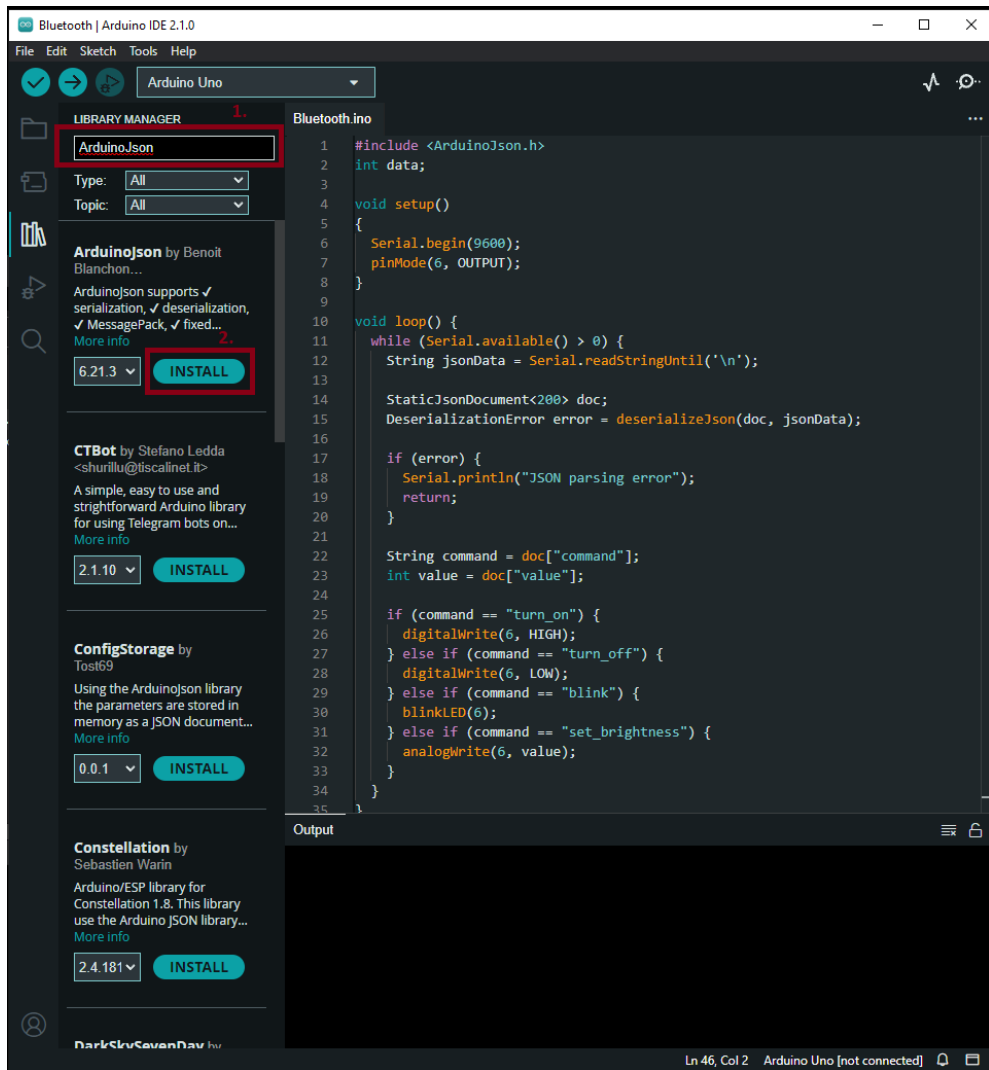 Bluetooth | Arduino IDE 2.1.0
File Edit Sketch Tools Help
Arduino Uno
LIBRARY MANAGER
1.
ArduinoJson
Type: All
Topic: All
ArduinoJson by Benoit
Blanchon...
ArduinoJson supports ✓
serialization, ✓ deserialization,
✓ MessagePack, ✓ fixed...
More info
2.
6.21.3 INSTALL
CTBot by Stefano Ledda
<shurillu@tiscalinet.it>
A simple, easy to use and
strightforward Arduino library
for using Telegram bots on...
More info
2.1.10 INSTALL
ConfigStorage by
Tost69
Using the ArduinoJson library
the parameters are stored in
memory as a JSON document...
More info
0.0.1 INSTALL
Constellation by
Sebastien Warin
Arduino/ESP library for
Constellation 1.8. This library
use the Arduino JSON library...
More info
2.4.181 INSTALL
DarkSkySevenDay by
Bluetooth.ino
1 #include <ArduinoJson.h>
2 int data;
3
4 void setup()
5 {
6 Serial.begin(9600);
7 pinMode(6, OUTPUT);
8 }
9
10 void loop() {
11 while (Serial.available() > 0) {
12 String jsonData = Serial.readStringUntil('\n');
13
14 StaticJsonDocument<200> doc;
15 DeserializationError error = deserializeJson(doc, jsonData);
16
17 if (error) {
18 Serial.println("JSON parsing error");
19 return;
20 }
21
22 String command = doc["command"];
23 int value = doc["value"];
24
25 if (command == "turn_on") {
26 digitalWrite(6, HIGH);
27 } else if (command == "turn_off") {
28 digitalWrite(6, LOW);
29 } else if (command == "blink") {
30 blinkLED(6);
31 } else if (command == "set_brightness") {
32 analogWrite(6, value);
33 }
34 }
35 }
Output
Ln 46, Col 2 Arduino Uno [not connected]